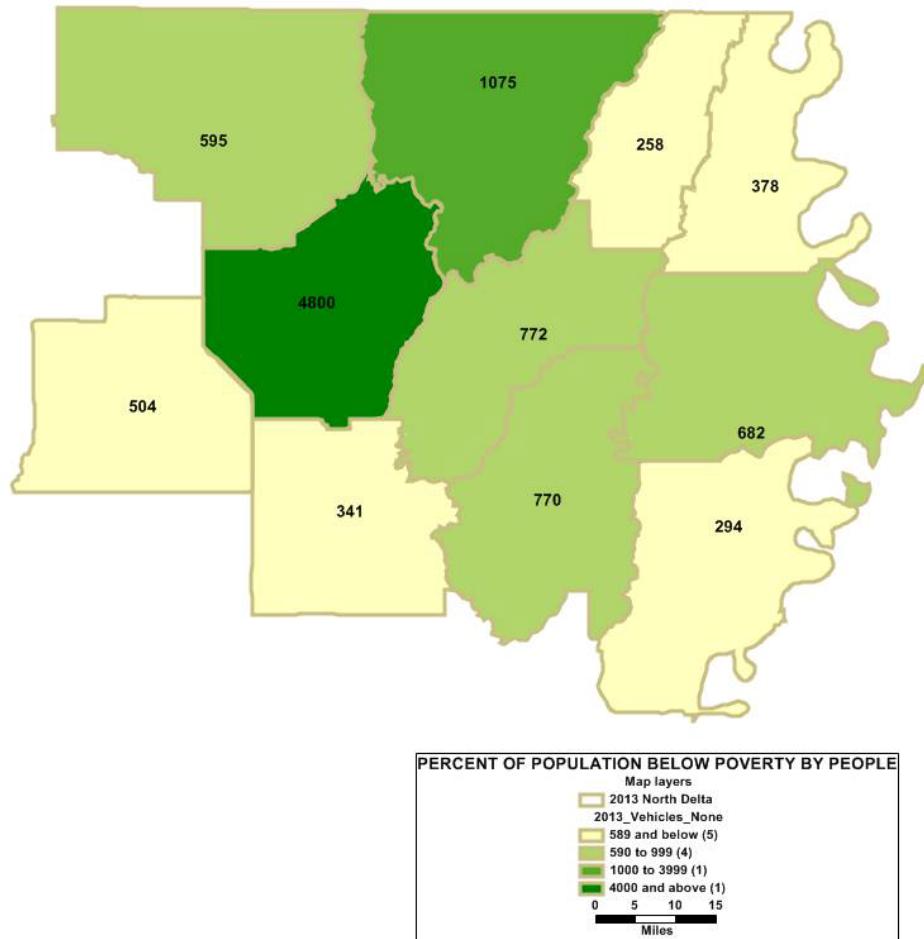 1075
595
258
378
4800
772
504
682
341
770
294
PERCENT OF POPULATION BELOW POVERTY BY PEOPLE
Map layers
2013 North Delta
2013_Vehicles_None
589 and below (5)
590 to 999 (4)
1000 to 3999 (1)
4000 and above (1)
0 5 10 15
Miles